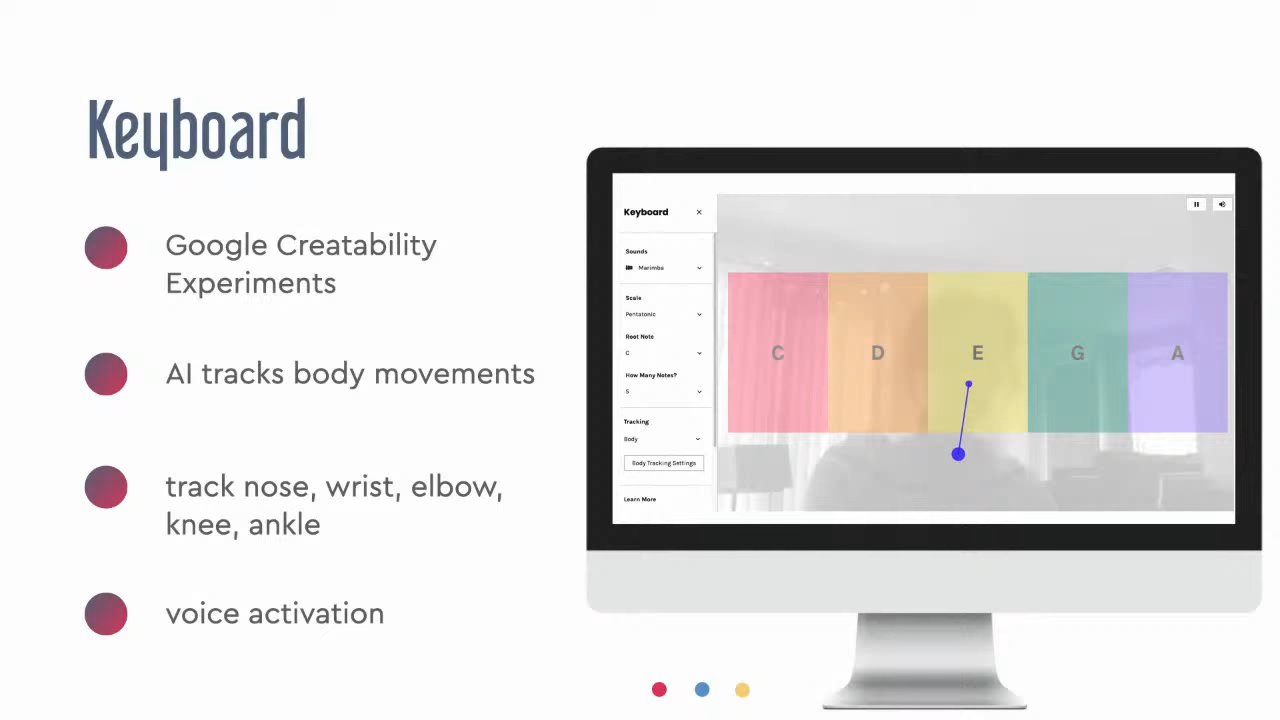 Keyboard
Google Creatability
Experiments
AI tracks body movements
track nose, wrist, elbow,
knee, ankle
voice activation
Keyboard
Sounds
Marimba
Scale
Pentatonic
Root Note
C
How Many Notes?
5
Tracking
Body
Body Tracking Settings
Learn More
C D E G A